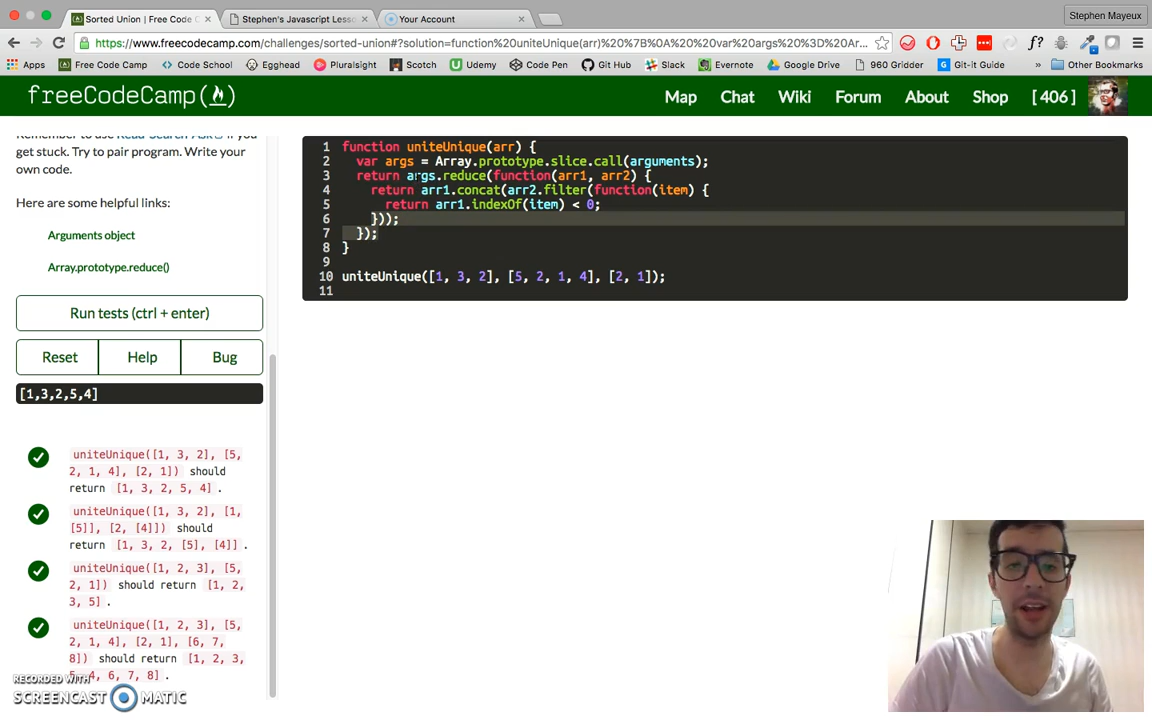 Sorted Union | Free Code C
Stephen's Javascript Lesso
Your Account
Stephen Mayeux
https://www.freecodecamp.com/challenges/sorted-union#?solution=function%20uniteUnique(arr)%20%7B%0A%20%20var%20args%20%3D%20Ar...
f?
Apps
Free Code Camp
Code School
Egghead
Pluralsight
Scotch
Udemy
Code Pen
Git Hub
Slack
Evernote
Google Drive
960 Gridder
Git-it Guide
»
Other Bookmarks
freeCodeCamp
Map
Chat
Wiki
Forum
About
Shop
[ 406 ]
Remember to use Read-Search-Ask if you
get stuck. Try to pair program. Write your
own code.
Here are some helpful links:
Arguments object
Array.prototype.reduce()
Run tests (ctrl + enter)
Reset
Help
Bug
[1,3,2,5,4]
uniteUnique([1, 3, 2], [5,
2, 1, 4], [2, 1]) should
return [1, 3, 2, 5, 4] .
uniteUnique([1, 3, 2], [1,
[5]], [2, [4]]) should
return [1, 3, 2, [5], [4]] .
uniteUnique([1, 2, 3], [5,
2, 1]) should return [1, 2,
3, 5] .
uniteUnique([1, 2, 3], [5,
2, 1, 4], [2, 1], [6, 7,
8]) should return [1, 2, 3,
5, 4, 6, 7, 8] .
RECORDED WITH
SCREENCAST MATIC
1 function uniteUnique(arr) {
2 var args = Array.prototype.slice.call(arguments);
3 return args.reduce(function(arr1, arr2) {
4 return arr1.concat(arr2.filter(function(item) {
5 return arr1.indexOf(item) < 0;
6 }));
7 });
8 }
9
10 uniteUnique([1, 3, 2], [5, 2, 1, 4], [2, 1]);
11